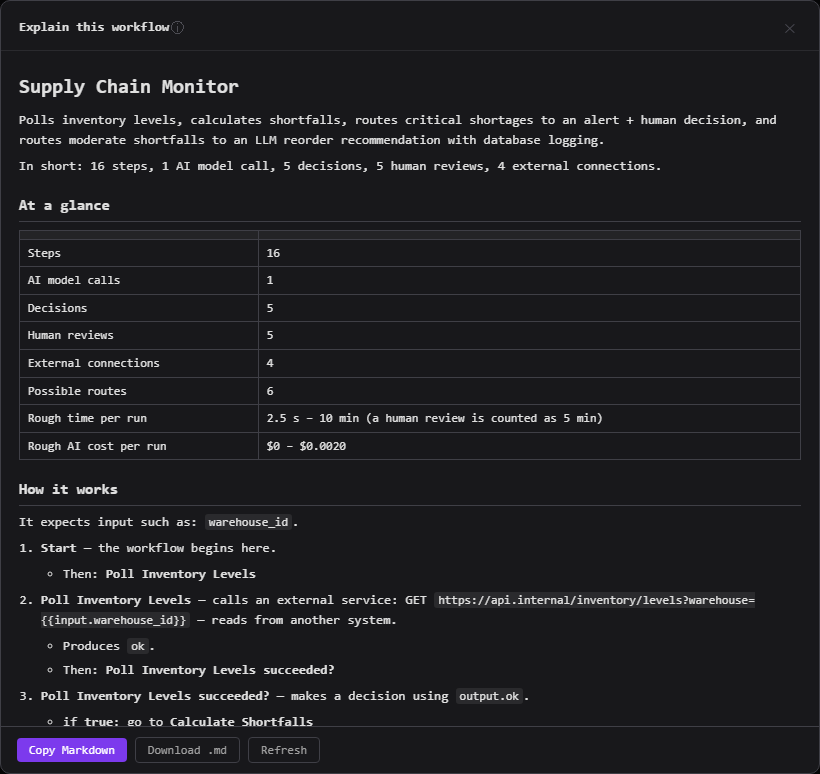 Explain this workflow
Supply Chain Monitor
Polls inventory levels, calculates shortfalls, routes critical shortages to an alert + human decision, and
routes moderate shortfalls to an LLM reorder recommendation with database logging.
In short: 16 steps, 1 AI model call, 5 decisions, 5 human reviews, 4 external connections.
At a glance
Steps 16
AI model calls 1
Decisions 5
Human reviews 5
External connections 4
Possible routes 6
Rough time per run 2.5 s – 10 min (a human review is counted as 5 min)
Rough AI cost per run $0 – $0.0020
How it works
It expects input such as: warehouse_id.
1. Start — the workflow begins here.
Then: Poll Inventory Levels
2. Poll Inventory Levels — calls an external service: GET https://api.internal/inventory/levels?warehouse=
{{input.warehouse_id}} — reads from another system.
Produces ok.
Then: Poll Inventory Levels succeeded?
3. Poll Inventory Levels succeeded? — makes a decision using output.ok.
if true: go to Calculate Shortfalls
Copy Markdown Download .md Refresh